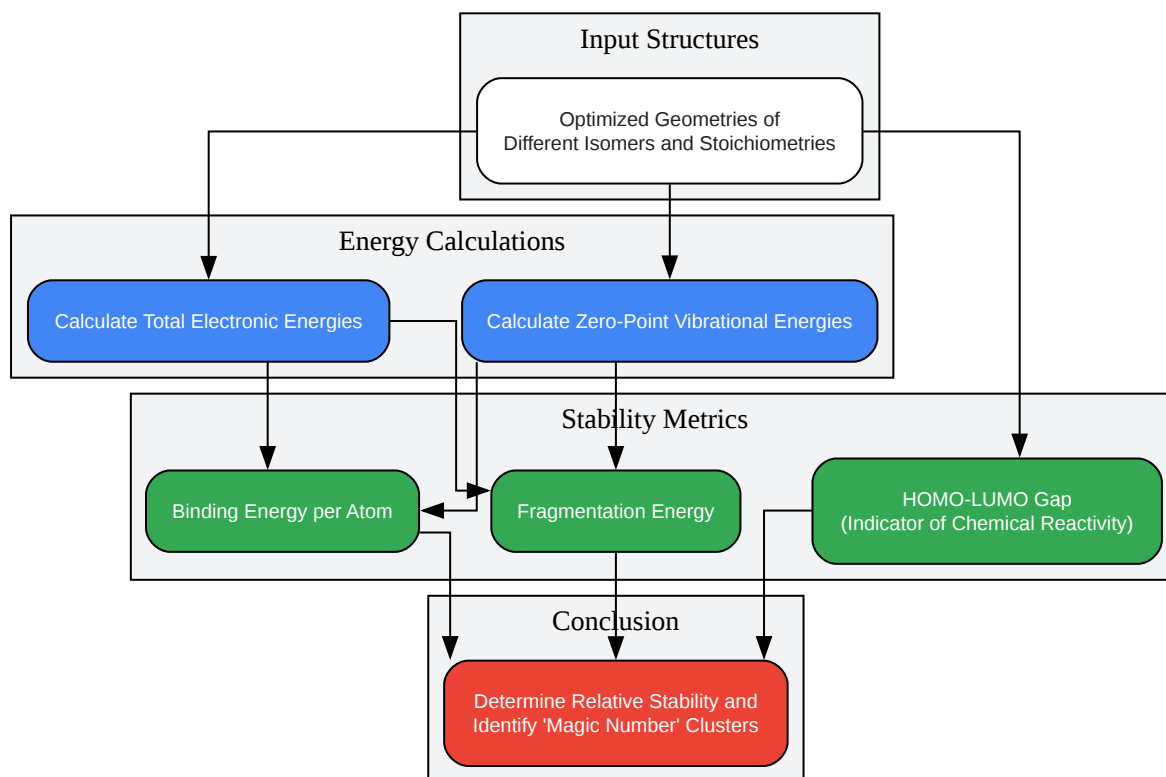 Input Structures
Optimized Geometries of
Different Isomers and Stoichiometries
Energy Calculations
Calculate Total Electronic Energies
Calculate Zero-Point Vibrational Energies
Stability Metrics
Binding Energy per Atom
Fragmentation Energy
HOMO-LUMO Gap
(Indicator of Chemical Reactivity)
Conclusion
Determine Relative Stability and
Identify 'Magic Number' Clusters